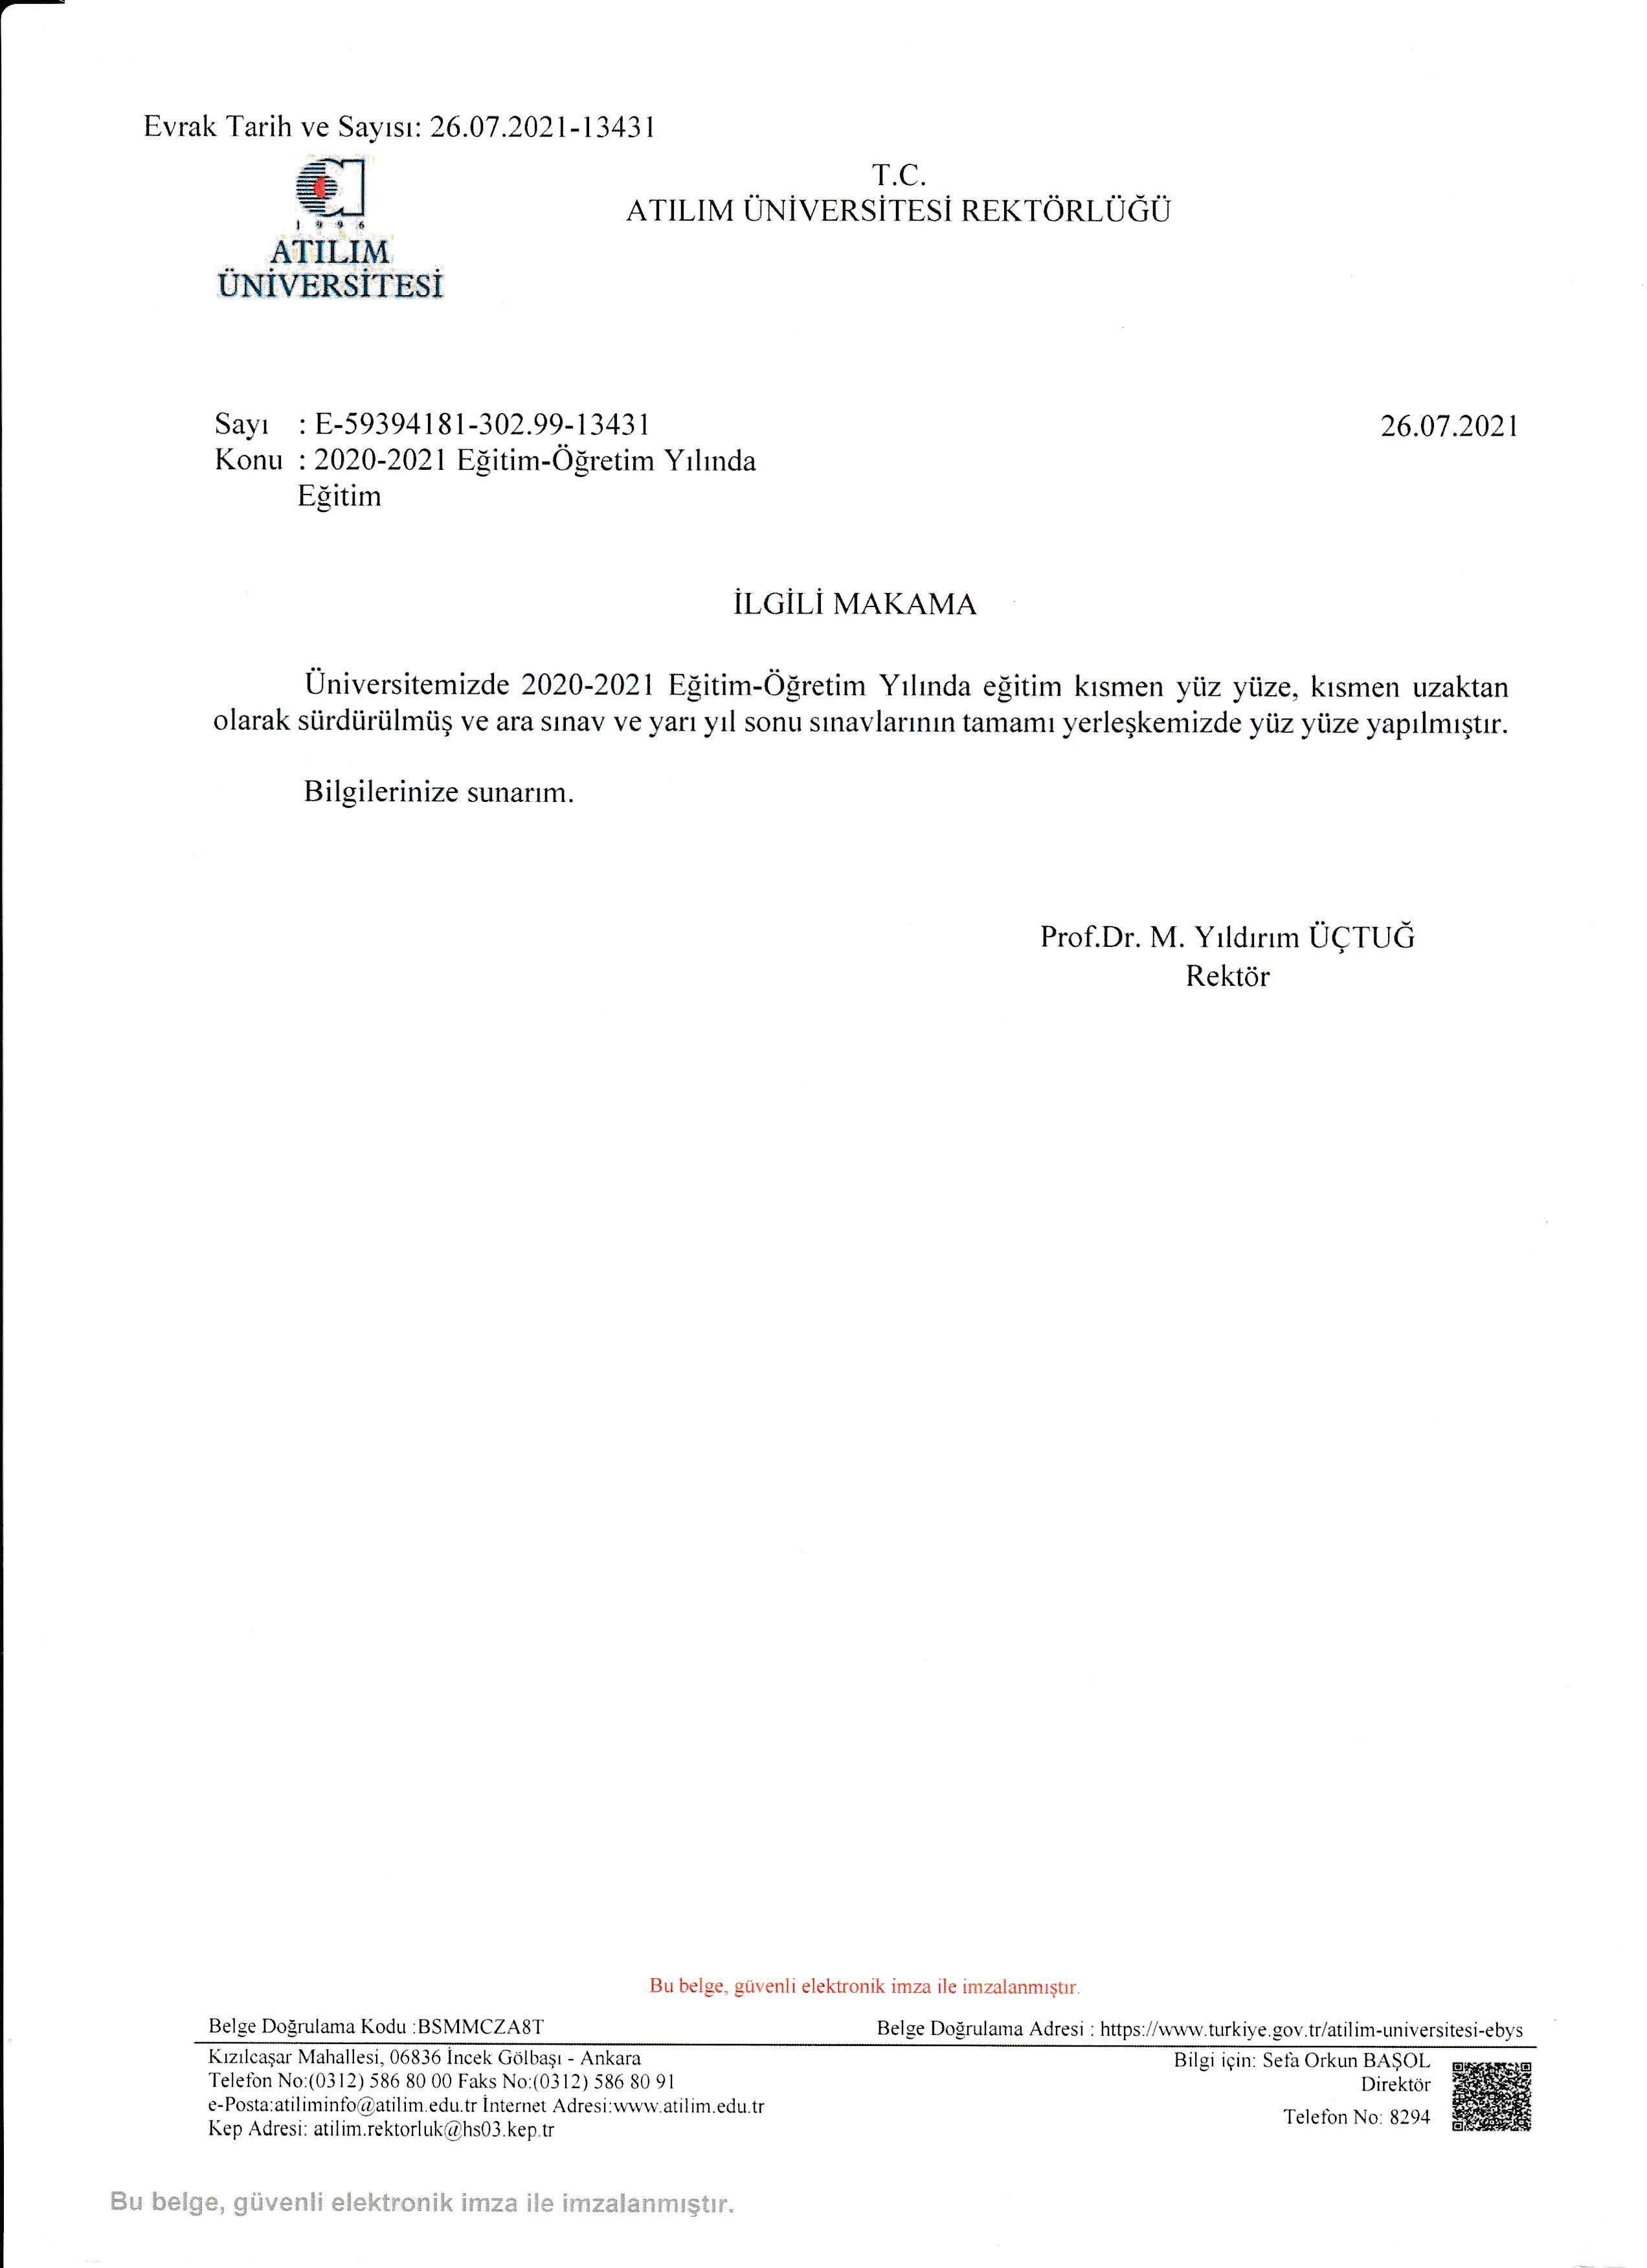 Evrak Tarih ve Sayısı: 26.07.2021-13431
1 9 9 6
ATILIM
ÜNİVERSİTESİ
T.C.
ATILIM ÜNİVERSİTESİ REKTÖRLÜĞÜ
Sayı : E-59394181-302.99-13431
26.07.2021
Konu : 2020-2021 Eğitim-Öğretim Yılında
Eğitim
İLGİLİ MAKAMA
Üniversitemizde 2020-2021 Eğitim-Öğretim Yılında eğitim kısmen yüz yüze, kısmen uzaktan
olarak sürdürülmüş ve ara sınav ve yarı yıl sonu sınavlarının tamamı yerleşkemizde yüz yüze yapılmıştır.
Bilgilerinize sunarım.
Prof.Dr. M. Yıldırım ÜÇTUĞ
Rektör
Bu belge, güvenli elektronik imza ile imzalanmıştır.
Belge Doğrulama Kodu :BSMMCZA8T
Belge Doğrulama Adresi : https://www.turkiye.gov.tr/atilim-universitesi-ebys
Kızılcaşar Mahallesi, 06836 İncek Gölbaşı - Ankara
Telefon No:(0312) 586 80 00 Faks No:(0312) 586 80 91
e-Posta:atiliminfo@atilim.edu.tr İnternet Adresi:www.atilim.edu.tr
Kep Adresi: atilim.rektorluk@hs03.kep.tr
Bilgi için: Sefa Orkun BAŞOL
Direktör
Telefon No: 8294
Bu belge, güvenli elektronik imza ile imzalanmıştır.